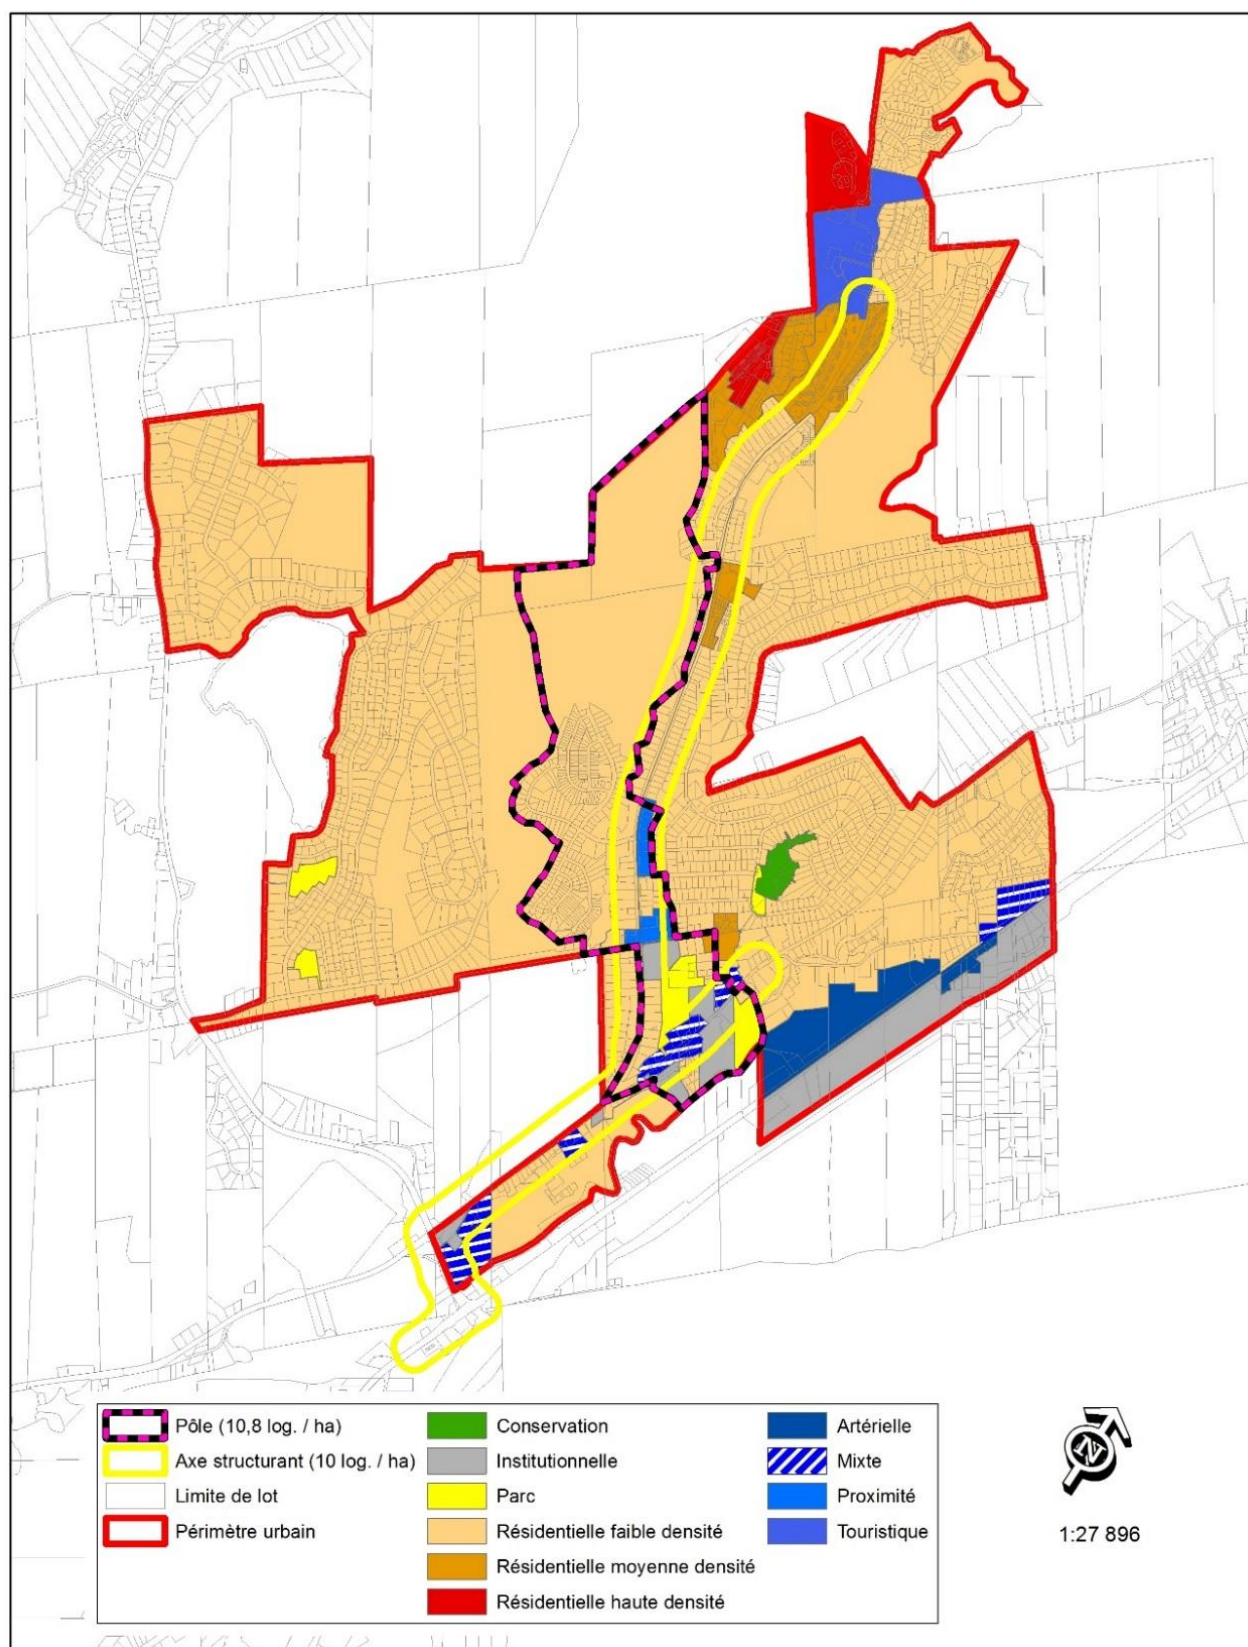 Pôle (10,8 log. / ha)
Axe structurant (10 log. / ha)
Limite de lot
Périmètre urbain
Conservation
Institutionnelle
Parc
Résidentielle faible densité
Résidentielle moyenne densité
Résidentielle haute densité
Artérielle
Mixte
Proximité
Touristique
N
1:27 896